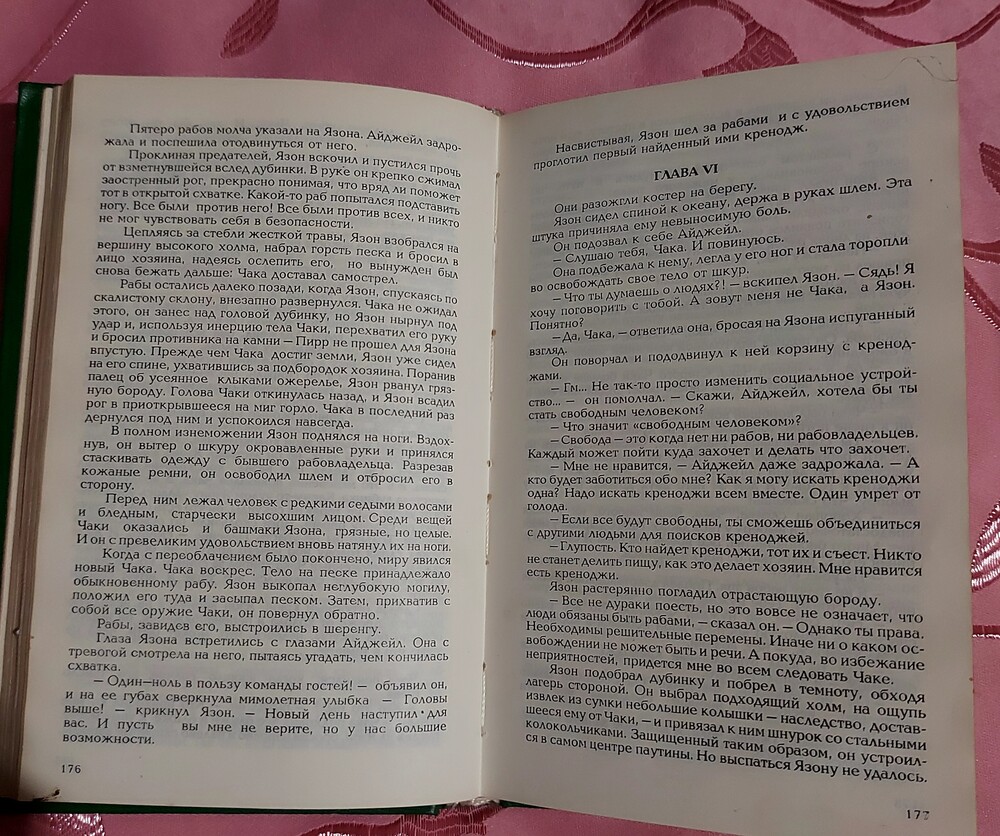 Пятеро рабов молча указали на Язона. Айджейл задро-
жала и поспешила отодвинуться от него.
Проклиная предателей, Язон вскочил и пустился прочь
от взметнувшейся вслед дубинки. В руке он крепко сжимал
заостренный рог, прекрасно понимая, что вряд ли поможет
тот в открытой схватке. Какой-то раб попытался подставить
ногу. Все были против него! Все были против всех, и никто
не мог чувствовать себя в безопасности.
Цепляясь за стебли жесткой травы, Язон взобрался на
вершину высокого холма, набрал горсть песка и бросил в
лицо хозяина, надеясь ослепить его, но вынужден был
снова бежать дальше: Чака доставал самострел.
Рабы остались далеко позади, когда Язон, спускаясь по
скалистому склону, внезапно развернулся. Чака не ожидал
этого, он занес над головой дубинку, но Язон нырнул под
удар и, используя инерцию тела Чаки, перехватил его руку
и бросил противника на камни — Пирр не прошел для Язона
впустую. Прежде чем Чака достиг земли, Язон уже сидел
на его спине, ухватившись за подбородок хозяина. Поранив
палец об усеянное клыками ожерелье, Язон рванул гряз-
ную бороду. Голова Чаки откинулась назад, и Язон всадил
рог в приоткрывшееся на миг горло. Чака в последний раз
дернулся под ним и успокоился навсегда.
В полном изнеможении Язон поднялся на ноги. Вздох-
нув, он вытер о шкуру окровавленные руки и принялся
стаскивать одежду с бывшего рабовладельца. Разрезав
кожаные ремни, он освободил шлем и отбросил его в
сторону.
Перед ним лежал человек с редкими седыми волосами
и бледным, старчески высохшим лицом. Среди вещей
Чаки оказались и башмаки Язона, грязные, но целые.
И он с превеликим удовольствием вновь натянул их на ноги.
Когда с переоблачением было покончено, миру явился
новый Чака. Чака воскрес. Тело на песке принадлежало
обыкновенному рабу. Язон выкопал неглубокую могилу,
положил его туда и засыпал песком. Затем, прихватив с
собой все оружие Чаки, он повернул обратно.
Рабы, завидев его, выстроились в шеренгу.
Глаза Язона встретились с глазами Айджейл. Она с
тревогой смотрела на него, пытаясь угадать, чем кончилась
схватка.
— Один—ноль в пользу команды гостей! — объявил он,
и на ее губах сверкнула мимолетная улыбка — Головы
выше! — крикнул Язон. — Новый день наступил для
вас. И пусть вы мне не верите, но у нас большие
возможности.
176
Насвистывая, Язон шел за рабами и с удовольствием
проглотил первый найденный ими кренодж.
ГЛАВА VI
Они разожгли костер на берегу.
Язон сидел спиной к океану, держа в руках шлем. Эта
штука причиняла ему невыносимую боль.
Он подозвал к себе Айджейл.
— Слушаю тебя, Чака. И повинуюсь.
Она подбежала к нему, легла у его ног и стала торопли
во освобождать свое тело от шкур.
— Что ты думаешь о людях?! — вскипел Язон. — Сядь! Я
хочу поговорить с тобой. А зовут меня не Чака, а Язон.
Понятно?
— Да, Чака, — ответила она, бросая на Язона испуганный
взгляд.
Он поворчал и пододвинул к ней корзину с кренод-
жами.
— Гм... Не так-то просто изменить социальное устрой-
ство... — он помолчал. — Скажи, Айджейл, хотела бы ты
стать свободным человеком?
— Что значит «свободным человеком»?
— Свобода — это когда нет ни рабов, ни рабовладельцев.
Каждый может пойти куда захочет и делать что захочет.
— Мне не нравится, — Айджейл даже задрожала. — А
кто будет заботиться обо мне? Как я могу искать креноджи
одна? Надо искать креноджи всем вместе. Один умрет от
голода.
— Если все будут свободны, ты сможешь объединиться
с другими людьми для поисков креноджей.
— Глупость. Кто найдет креноджи, тот их и съест. Никто
не станет делить пищу, как это делает хозяин. Мне нравится
есть креноджи.
Язон растерянно погладил отрастающую бороду.
— Все не дураки поесть, но это вовсе не означает, что
люди обязаны быть рабами, — сказал он. — Однако ты права.
Необходимы решительные перемены. Иначе ни о каком ос-
вобождении не может быть и речи. А покуда, во избежание
неприятностей, придется мне во всем следовать Чаке.
Язон подобрал дубинку и побрел в темноту, обходя
лагерь стороной. Он выбрал подходящий холм, на ощупь
извлек из сумки небольшие колышки — наследство, достав-
шееся ему от Чаки, — и привязал к ним шнурок со стальными
колокольчиками. Защищенный таким образом, он устроил-
ся в самом центре паутины. Но выспаться Язону не удалось.
177